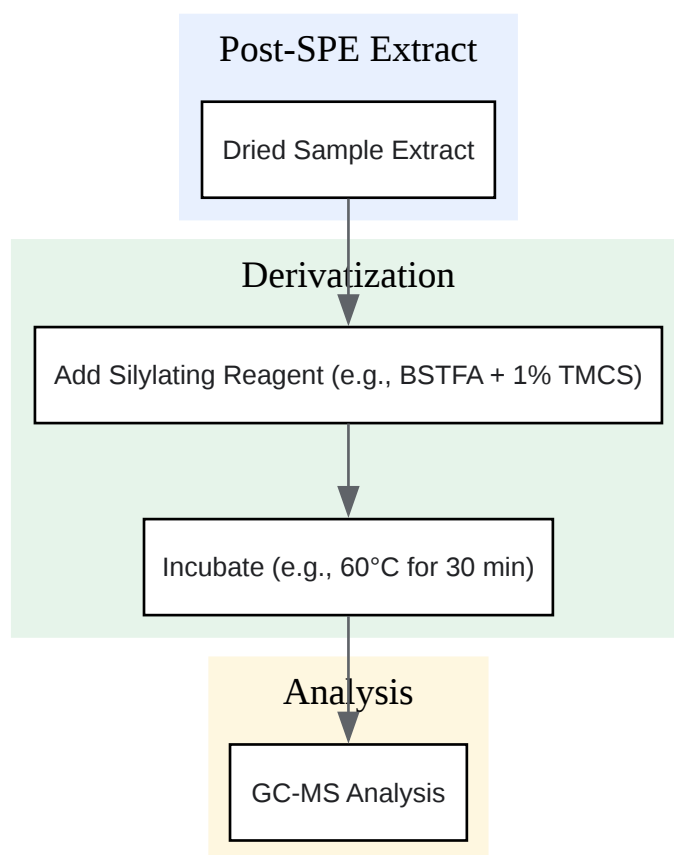 Post-SPE Extract
Dried Sample Extract
Derivatization
Add Silylating Reagent (e.g., BSTFA + 1% TMCS)
Incubate (e.g., 60°C for 30 min)
Analysis
GC-MS Analysis